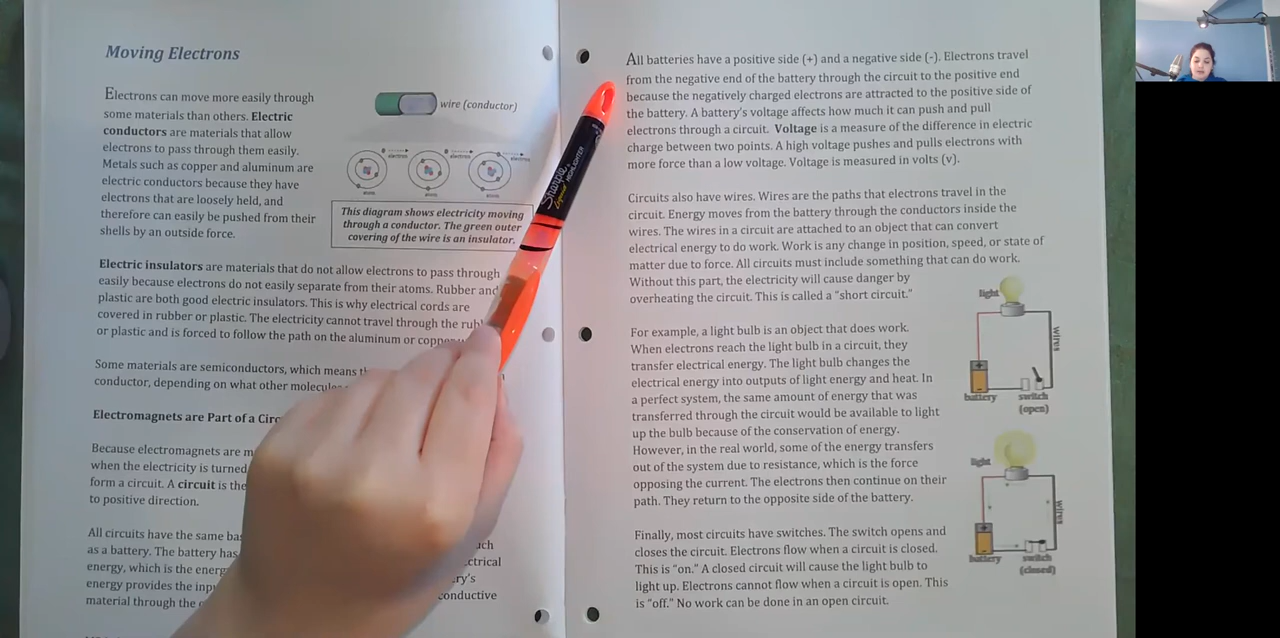 Moving Electrons
Electrons can move more easily through
some materials than others. Electric
conductors are materials that allow
electrons to pass through them easily.
Metals such as copper and aluminum are
electric conductors because they have
electrons that are loosely held, and
therefore can easily be pushed from their
shells by an outside force.
wire (conductor)
electron electron electron
atom atom atom
This diagram shows electricity moving
through a conductor. The green outer
covering of the wire is an insulator.
Electric insulators are materials that do not allow electrons to pass through
easily because electrons do not easily separate from their atoms. Rubber and
plastic are both good electric insulators. This is why electrical cords are
covered in rubber or plastic. The electricity cannot travel through the
or plastic and is forced to follow the path on the aluminum or
Some materials are semiconductors, which means
conductor, depending on what other
Electromagnets are Part of a
Because electromagnets are
when the electricity is turned
form a circuit. A circuit is the
to positive direction.
All circuits have the same
as a battery. The battery has
energy, which is the
energy provides the
material through the
conductive
Sharpie
HIGHLIGHTER
All batteries have a positive side (+) and a negative side (-). Electrons travel
from the negative end of the battery through the circuit to the positive end
because the negatively charged electrons are attracted to the positive side of
the battery. A battery's voltage affects how much it can push and pull
electrons through a circuit. Voltage is a measure of the difference in electric
charge between two points. A high voltage pushes and pulls electrons with
more force than a low voltage. Voltage is measured in volts (v).
Circuits also have wires. Wires are the paths that electrons travel in the
circuit. Energy moves from the battery through the conductors inside the
wires. The wires in a circuit are attached to an object that can convert
electrical energy to do work. Work is any change in position, speed, or state of
matter due to force. All circuits must include something that can do work.
Without this part, the electricity will cause danger by
overheating the circuit. This is called a "short circuit."
For example, a light bulb is an object that does work.
When electrons reach the light bulb in a circuit, they
transfer electrical energy. The light bulb changes the
electrical energy into outputs of light energy and heat. In
a perfect system, the same amount of energy that was
transferred through the circuit would be available to light
up the bulb because of the conservation of energy.
However, in the real world, some of the energy transfers
out of the system due to resistance, which is the force
opposing the current. The electrons then continue on their
path. They return to the opposite side of the battery.
Finally, most circuits have switches. The switch opens and
closes the circuit. Electrons flow when a circuit is closed.
This is "on." A closed circuit will cause the light bulb to
light up. Electrons cannot flow when a circuit is open. This
is "off." No work can be done in an open circuit.
light
wires
battery switch
(open)
light
wires
battery switch
(closed)